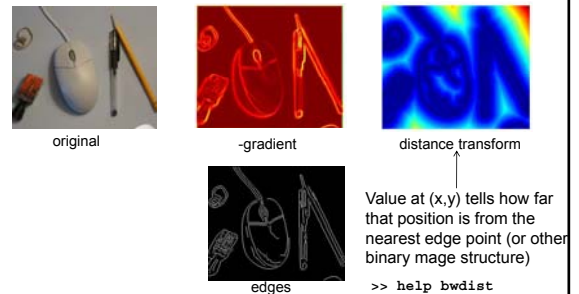 original
-gradient
distance transform
edges
Value at (x,y) tells how far
that position is from the
nearest edge point (or other
binary mage structure)
>> help bwdist